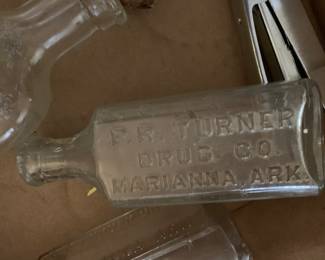 F. R. TURNER
DRUG CO.
MARIANNA, ARK.